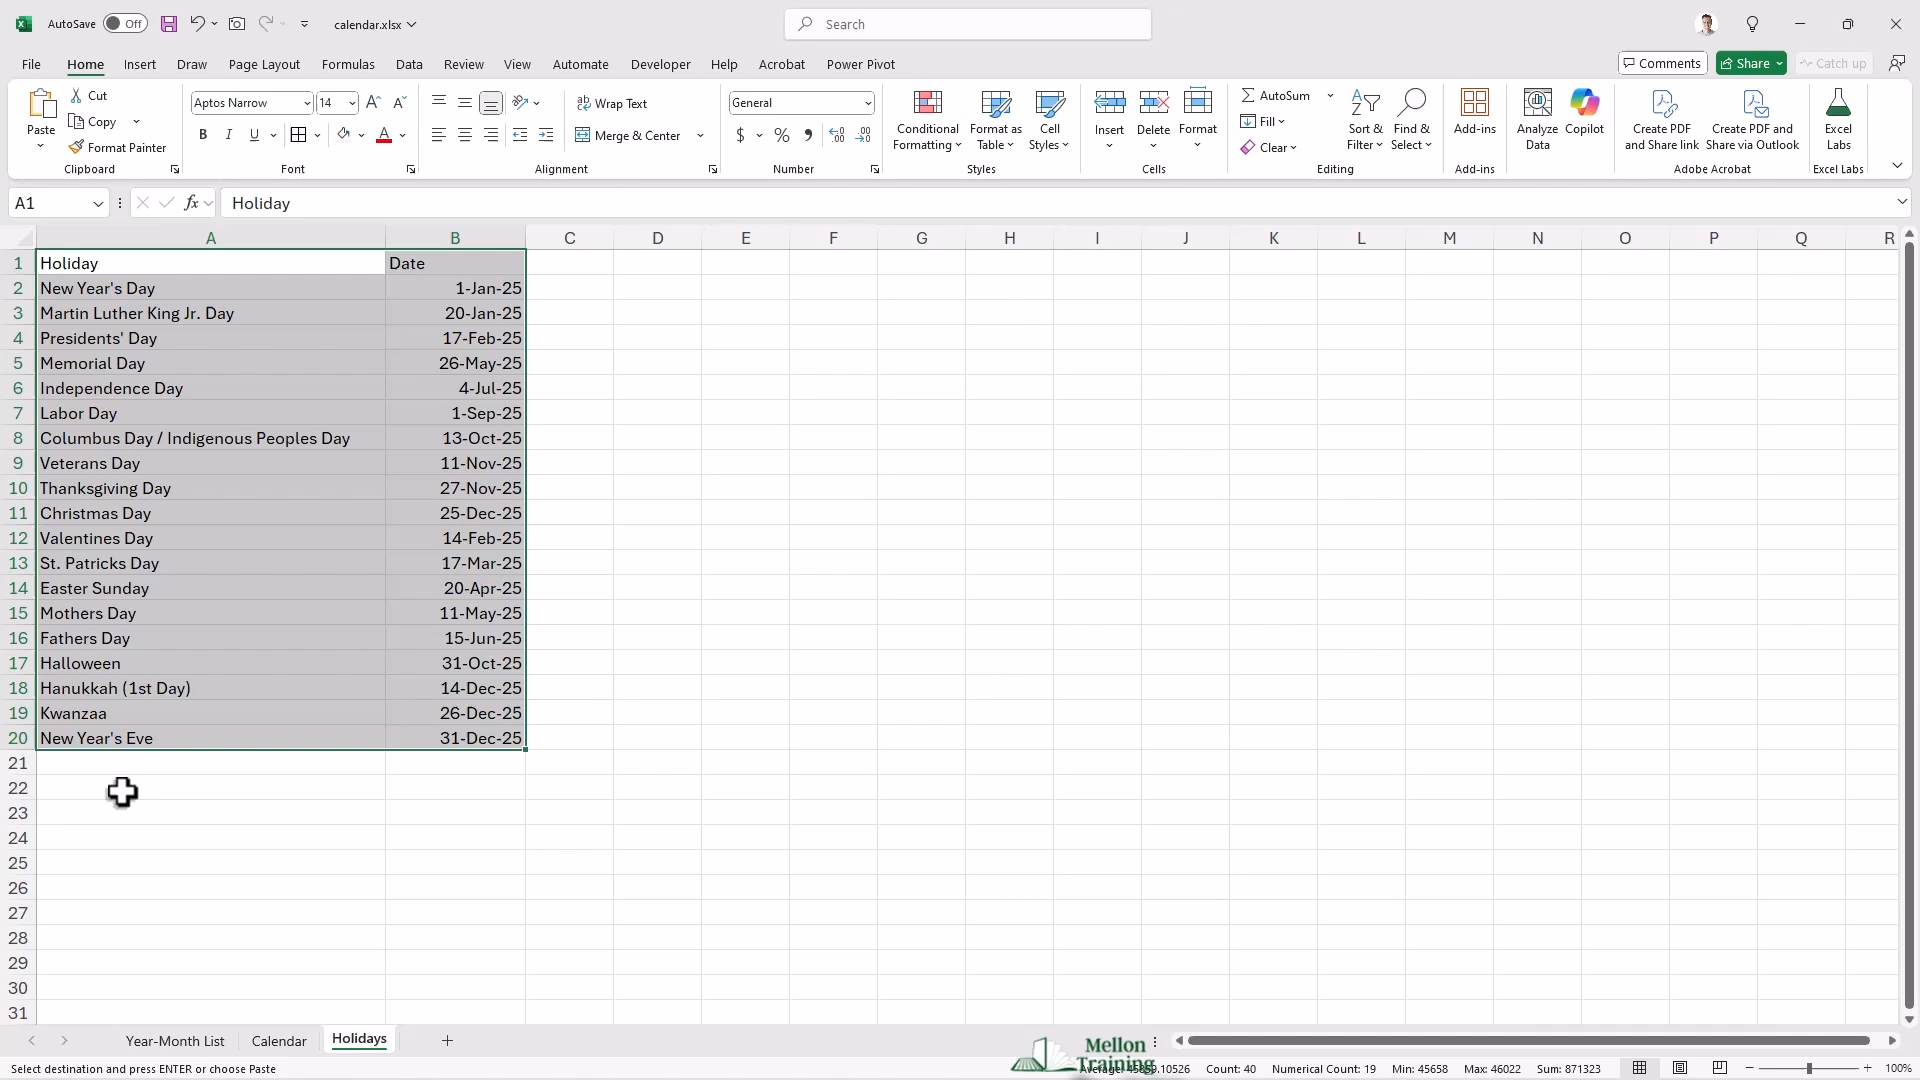 AutoSave Off calendar.xlsx Search
File Home Insert Draw Page Layout Formulas Data Review View Automate Developer Help Acrobat Power Pivot Comments Share Catch up
Paste
Cut
Copy
Format Painter
Clipboard
Aptos Narrow 14
B I U
Font
Wrap Text
Merge & Center
Alignment
General
$ % 9
Number
Conditional Formatting
Format as Table
Cell Styles
Styles
Insert
Delete
Format
Cells
AutoSum
Fill
Clear
Sort & Filter
Find & Select
Editing
Add-ins
Add-ins
Analyze Data
Copilot
Create PDF and Share link
Create PDF and Share via Outlook
Adobe Acrobat
Excel Labs
Excel Labs
A1 fx Holiday
A B C D E F G H I J K L M N O P Q R
1 Holiday Date
2 New Year's Day 1-Jan-25
3 Martin Luther King Jr. Day 20-Jan-25
4 Presidents' Day 17-Feb-25
5 Memorial Day 26-May-25
6 Independence Day 4-Jul-25
7 Labor Day 1-Sep-25
8 Columbus Day / Indigenous Peoples Day 13-Oct-25
9 Veterans Day 11-Nov-25
10 Thanksgiving Day 27-Nov-25
11 Christmas Day 25-Dec-25
12 Valentines Day 14-Feb-25
13 St. Patricks Day 17-Mar-25
14 Easter Sunday 20-Apr-25
15 Mothers Day 11-May-25
16 Fathers Day 15-Jun-25
17 Halloween 31-Oct-25
18 Hanukkah (1st Day) 14-Dec-25
19 Kwanzaa 26-Dec-25
20 New Year's Eve 31-Dec-25
21
22
23
24
25
26
27
28
29
30
31
Year-Month List Calendar Holidays
Mellon
Training
Select destination and press ENTER or choose Paste Count: 40 Numerical Count: 19 Min: 45658 Max: 46022 Sum: 871323 100%